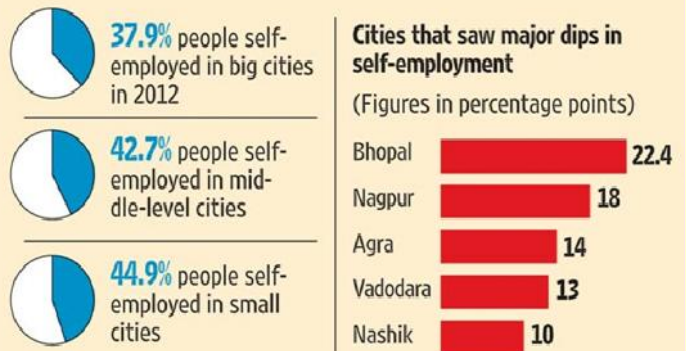 37.9% people self-
employed in big cities
in 2012
42.7% people self-
employed in mid-
dle-level cities
44.9% people self-
employed in small
cities
Cities that saw major dips in
self-employment
(Figures in percentage points)
Bhopal 22.4
Nagpur 18
Agra 14
Vadodara 13
Nashik 10